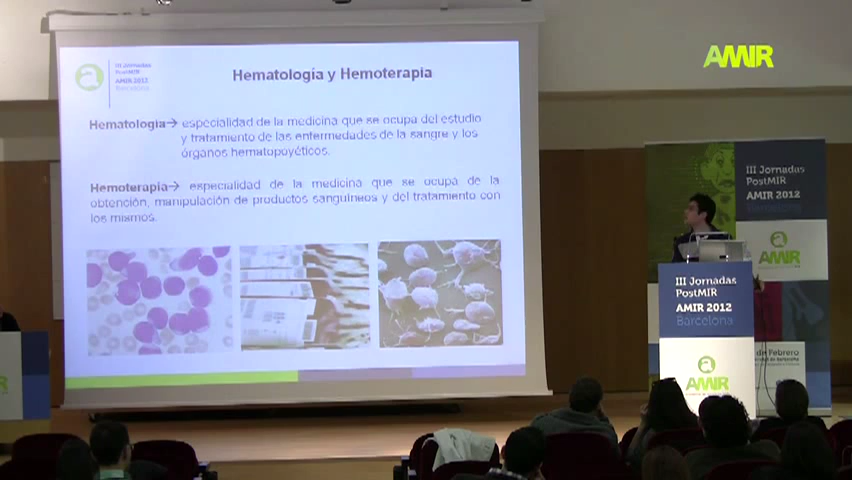 III Jornadas
PostMIR
AMIR 2012
Barcelona
Hematología y Hemoterapia
Hematología→ especialidad de la medicina que se ocupa del estudio
y tratamiento de las enfermedades de la sangre y los
órganos hematopoyéticos.
Hemoterapia→ especialidad de la medicina que se ocupa de la
obtención, manipulación de productos sanguíneos y del tratamiento con
los mismos.
AMIR
III Jornadas
PostMIR
AMIR 2012
Barcelona
AMIR
III Jornadas
PostMIR
AMIR 2012
Barcelona
AMIR
de Febrero